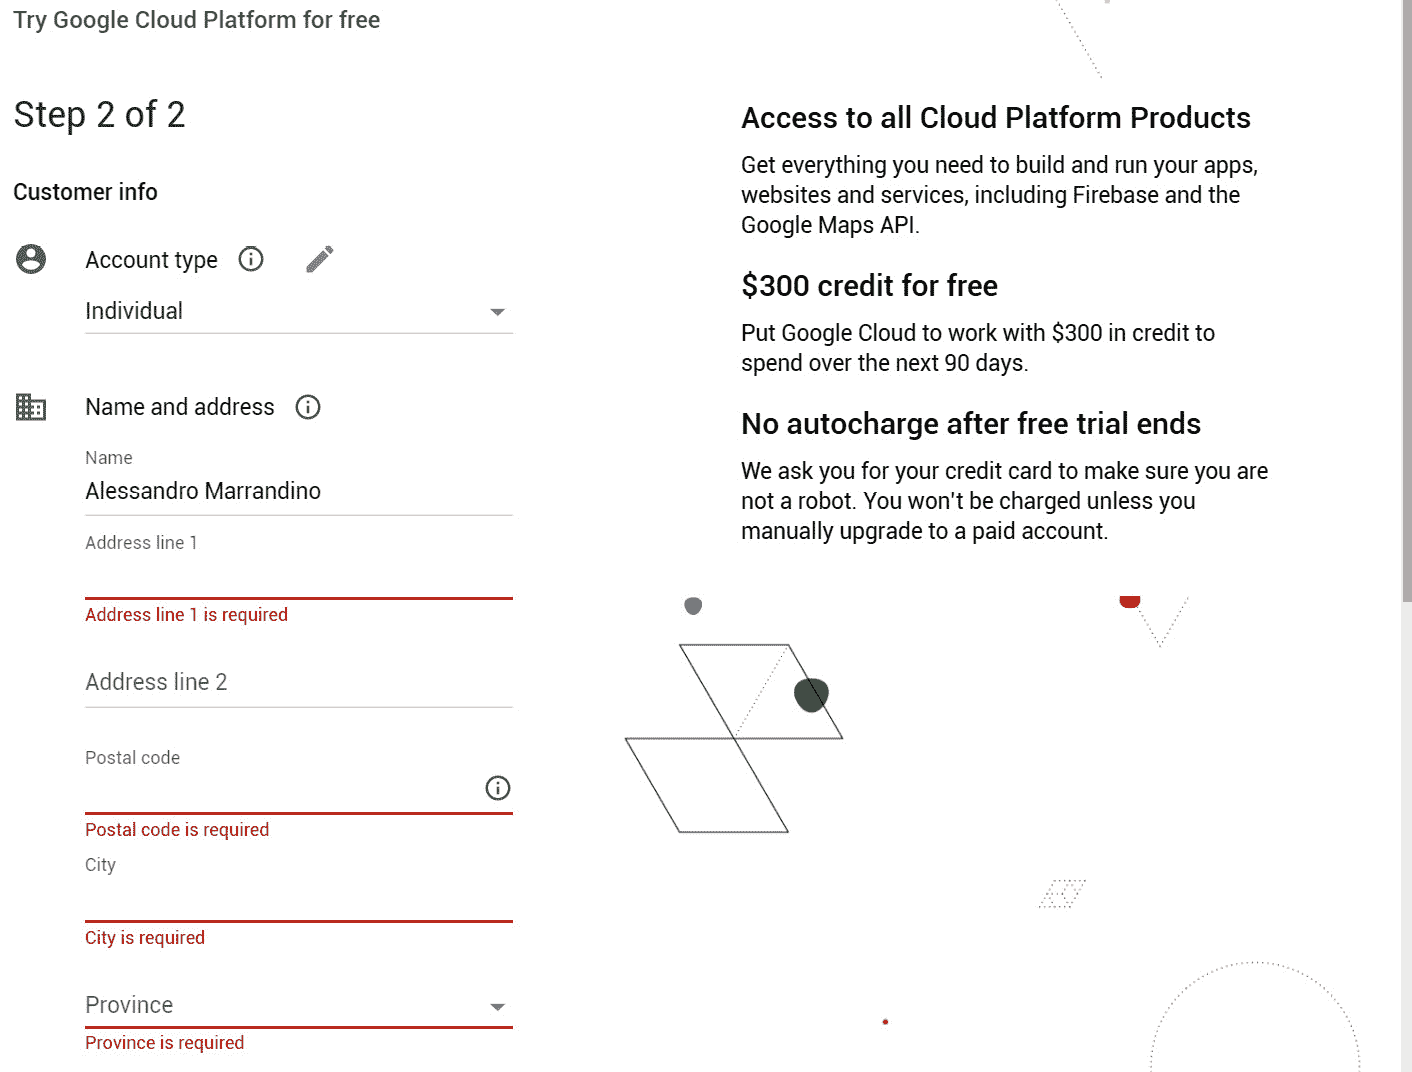 Try Google Cloud Platform for free
Step 2 of 2
Customer info
Account type
Individual
Name and address
Name
Alessandro Marrandino
Address line 1
Address line 1 is required
Address line 2
Postal code
Postal code is required
City
City is required
Province
Province is required
Access to all Cloud Platform Products
Get everything you need to build and run your apps,
websites and services, including Firebase and the
Google Maps API.
$300 credit for free
Put Google Cloud to work with $300 in credit to
spend over the next 90 days.
No autocharge after free trial ends
We ask you for your credit card to make sure you are
not a robot. You won't be charged unless you
manually upgrade to a paid account.